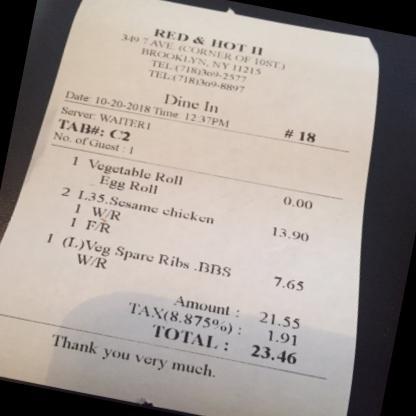 RED & HOT II
349 7 AVE. (CORNER OF 10ST.)
BROOKLYN, NY 11215
TEL:(718)369-2577
TEL:(718)369-8897
Dine In
Date: 10-20-2018 Time: 12:37PM
Server: WAITER1 # 18
TAB#: C2
No. of Guest : 1
1 Vegetable Roll 0.00
Egg Roll
2 L35.Sesame chicken 13.90
1 W/R
1 F/R
1 (L)Veg Spare Ribs .BBS 7.65
W/R
Amount : 21.55
TAX(8.875%) : 1.91
TOTAL : 23.46
Thank you very much.